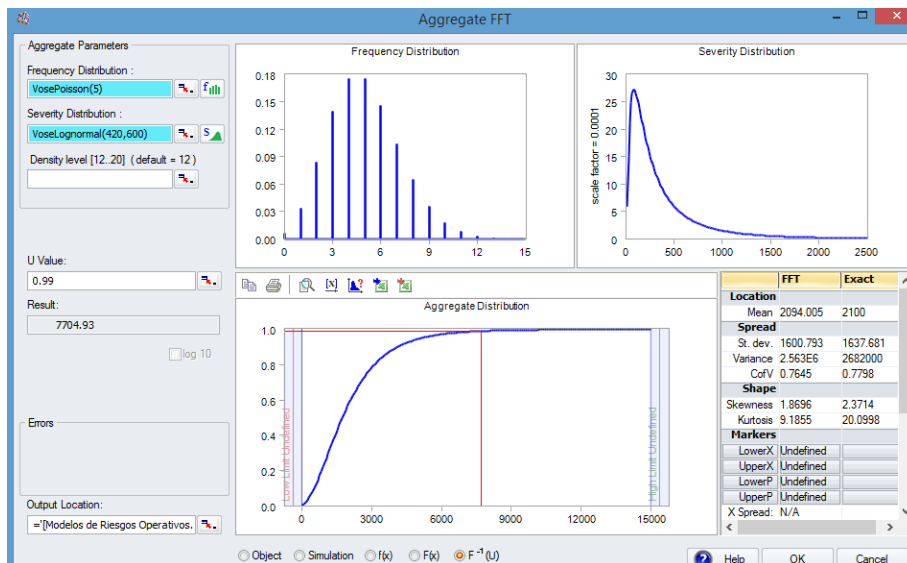 Aggregate FFT
Aggregate Parameters
Frequency Distribution :
VosePoisson(5)
Severity Distribution :
VoseLognormal(420,600)
Density level [12..20] ( default = 12 )
U Value:
0.99
Result:
7704.93
log 10
Errors
Output Location:
='[Modelos de Riesgos Operativos.
Frequency Distribution
0.18
0.15
0.12
0.09
0.06
0.03
0.00
0
3
6
9
12
15
Severity Distribution
scale factor = 0.0001
30
25
20
15
10
5
0
0
500
1000
1500
2000
2500
Aggregate Distribution
1.0
0.8
0.6
0.4
0.2
0.0
Low Limit Undefined
High Limit Undefined
0
3000
6000
9000
12000
15000
FFT Exact
Location
Mean 2094.005 2100
Spread
St. dev. 1600.793 1637.681
Variance 2.563E6 2682000
CofV 0.7645 0.7798
Shape
Skewness 1.8696 2.3714
Kurtosis 9.1855 20.0998
Markers
LowerX Undefined
UpperX Undefined
LowerP Undefined
UpperP Undefined
X Spread: N/A
Object Simulation f(x) F(x) F⁻¹(U)
Help OK Cancel